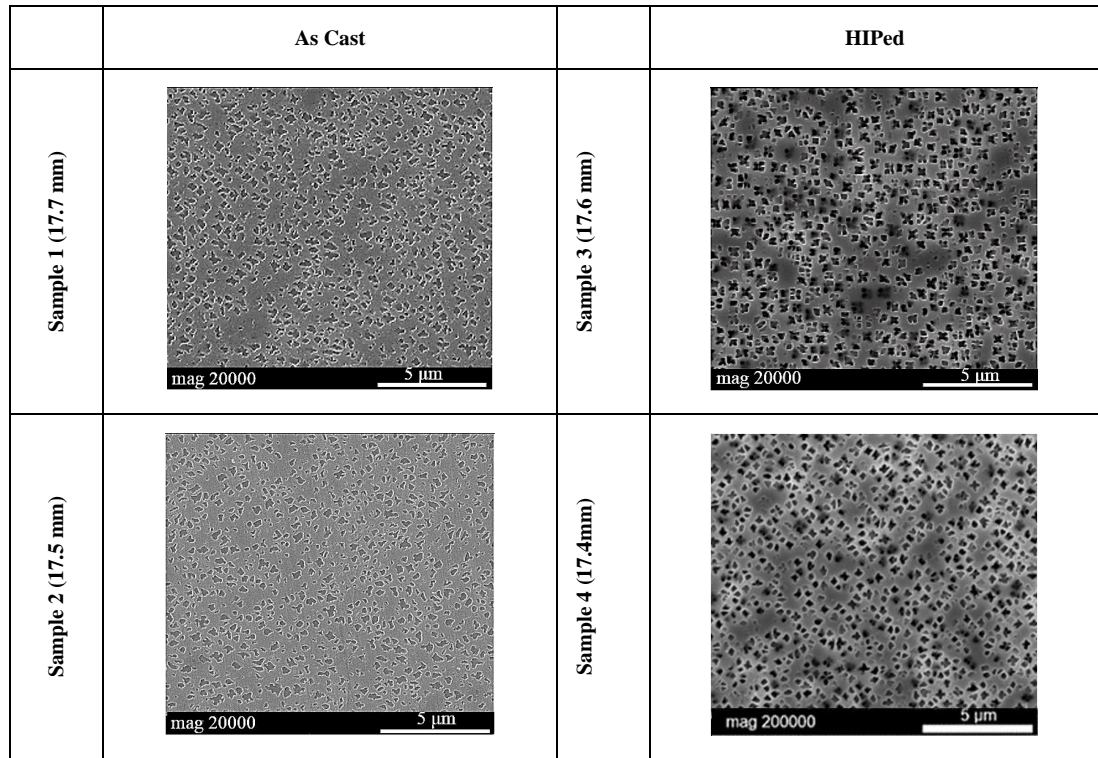 As Cast
HIPed
Sample 1 (17.7 mm)
mag 20000
5 µm
Sample 3 (17.6 mm)
mag 20000
5 µm
Sample 2 (17.5 mm)
mag 20000
5 µm
Sample 4 (17.4mm)
mag 200000
5 µm